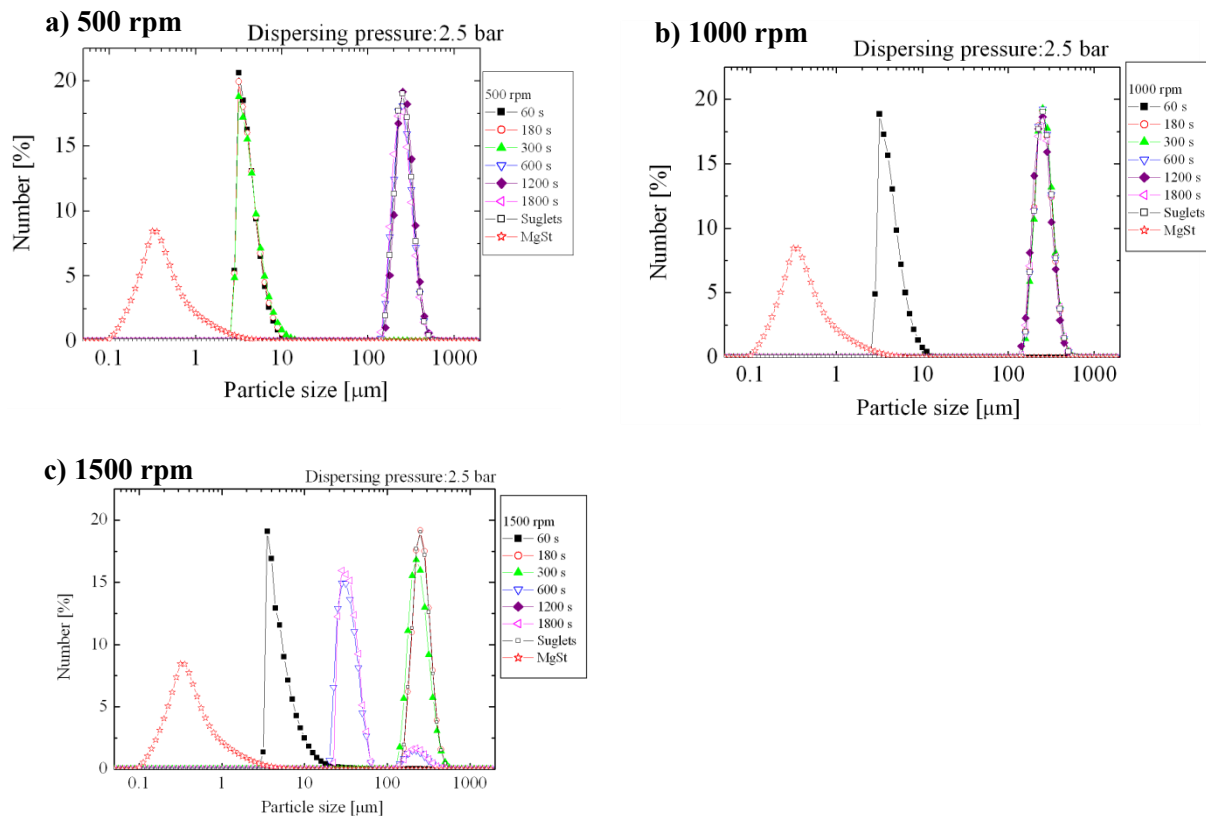 a) 500 rpm
Dispersing pressure:2.5 bar
Number [%]
20
15
10
5
0
0.1 1 10 100 1000
Particle size [μm]
500 rpm
60 s
180 s
300 s
600 s
1200 s
1800 s
Suglets
MgSt
b) 1000 rpm
Dispersing pressure:2.5 bar
Number [%]
20
15
10
5
0
0.1 1 10 100 1000
Particle size [μm]
1000 rpm
60 s
180 s
300 s
600 s
1200 s
1800 s
Suglets
MgSt
c) 1500 rpm
Dispersing pressure:2.5 bar
Number [%]
20
15
10
5
0
0.1 1 10 100 1000
Particle size [μm]
1500 rpm
60 s
180 s
300 s
600 s
1200 s
1800 s
Suglets
MgSt